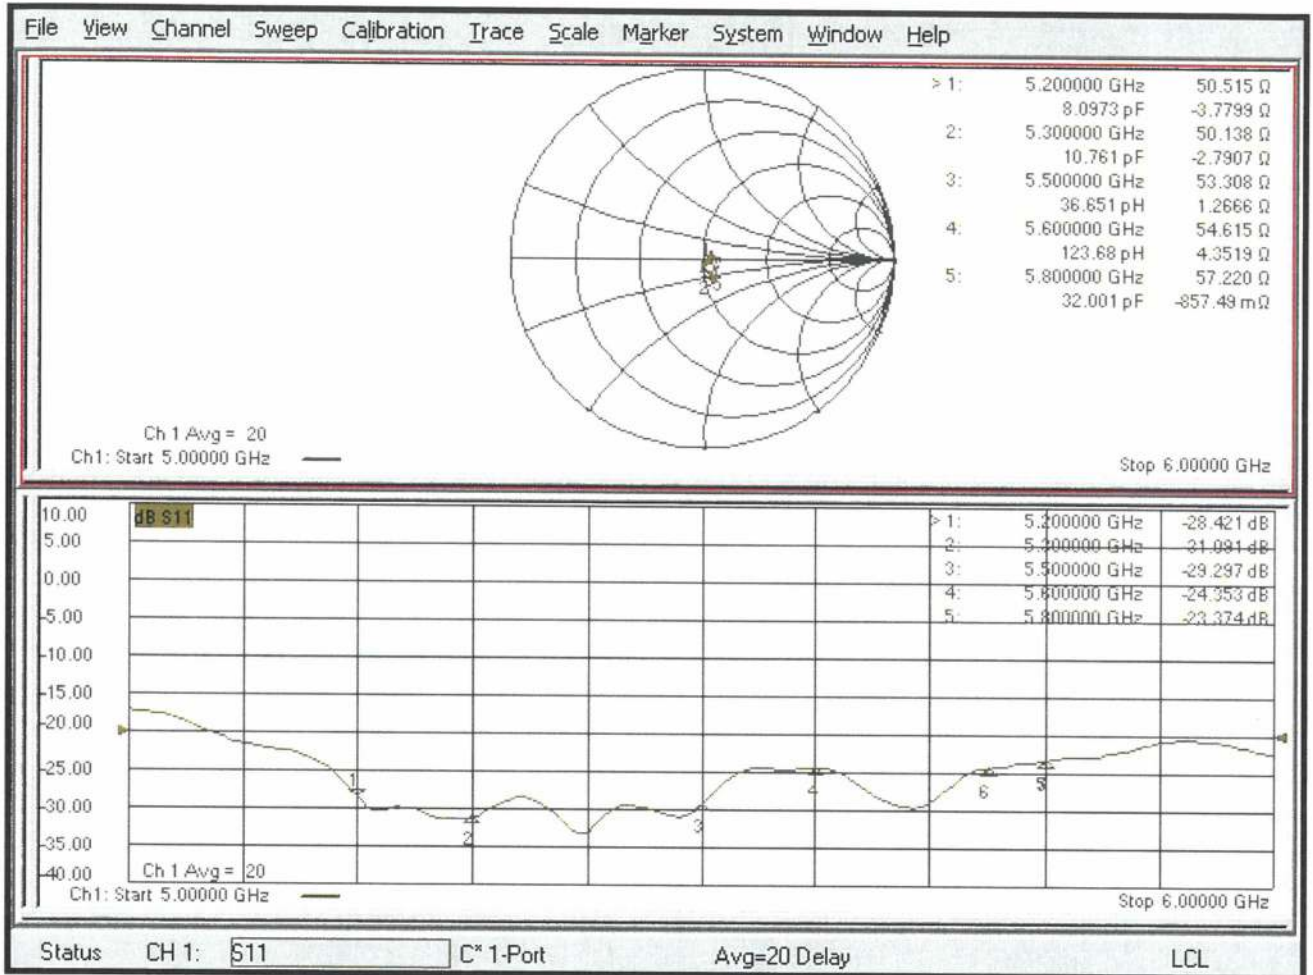 File View Channel Sweep Calibration Trace Scale Marker System Window Help
> 1: 5.200000 GHz 50.515 Ω
8.0973 pF -3.7799 Ω
2: 5.300000 GHz 50.138 Ω
10.761 pF -2.7907 Ω
3: 5.500000 GHz 53.308 Ω
36.651 pH 1.2666 Ω
4: 5.600000 GHz 54.615 Ω
123.68 pH 4.3519 Ω
5: 5.800000 GHz 57.220 Ω
32.001 pF -857.49 mΩ
Ch 1 Avg = 20
Ch1: Start 5.00000 GHz
Stop 6.00000 GHz
dB S11
10.00
5.00
0.00
-5.00
-10.00
-15.00
-20.00
-25.00
-30.00
-35.00
-40.00
> 1: 5.200000 GHz -28.421 dB
2: 5.300000 GHz -31.091 dB
3: 5.500000 GHz -29.297 dB
4: 5.600000 GHz -24.353 dB
5: 5.800000 GHz -23.374 dB
1
2
3
4
6
5
Ch 1 Avg = 20
Ch1: Start 5.00000 GHz
Stop 6.00000 GHz
Status CH 1: S11 C* 1-Port Avg=20 Delay LCL